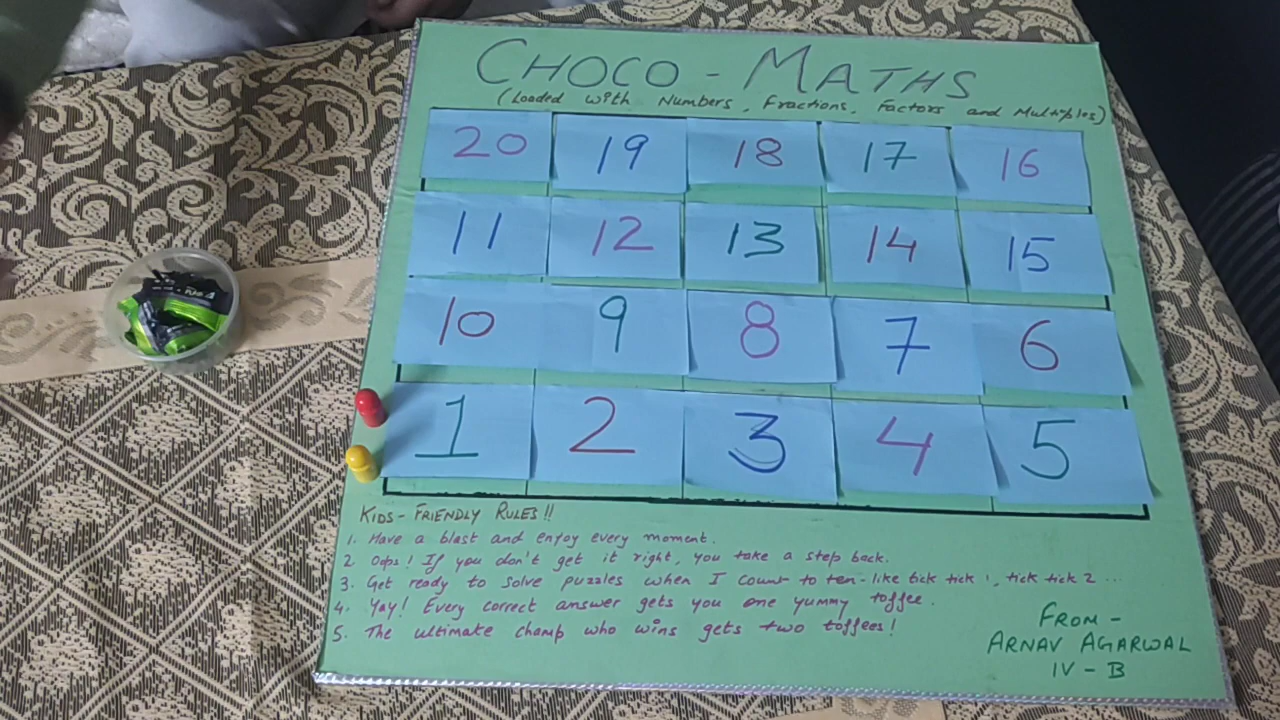 CHOCO - MATHS
(Loaded with Numbers, Fractions, Factors and Multiples)
20 19 18 17 16
11 12 13 14 15
10 9 8 7 6
1 2 3 4 5
KIDS - FRIENDLY RULES!!
1. Have a blast and enjoy every moment.
2. Oops! If you don't get it right, you take a step back.
3. Get ready to solve puzzles when I count to ten - like tick tick 1, tick tick 2 ...
4. Yay! Every correct answer gets you one yummy toffee.
5. The ultimate champ who wins gets two toffees!
FROM -
ARNAV AGARWAL
IV - B